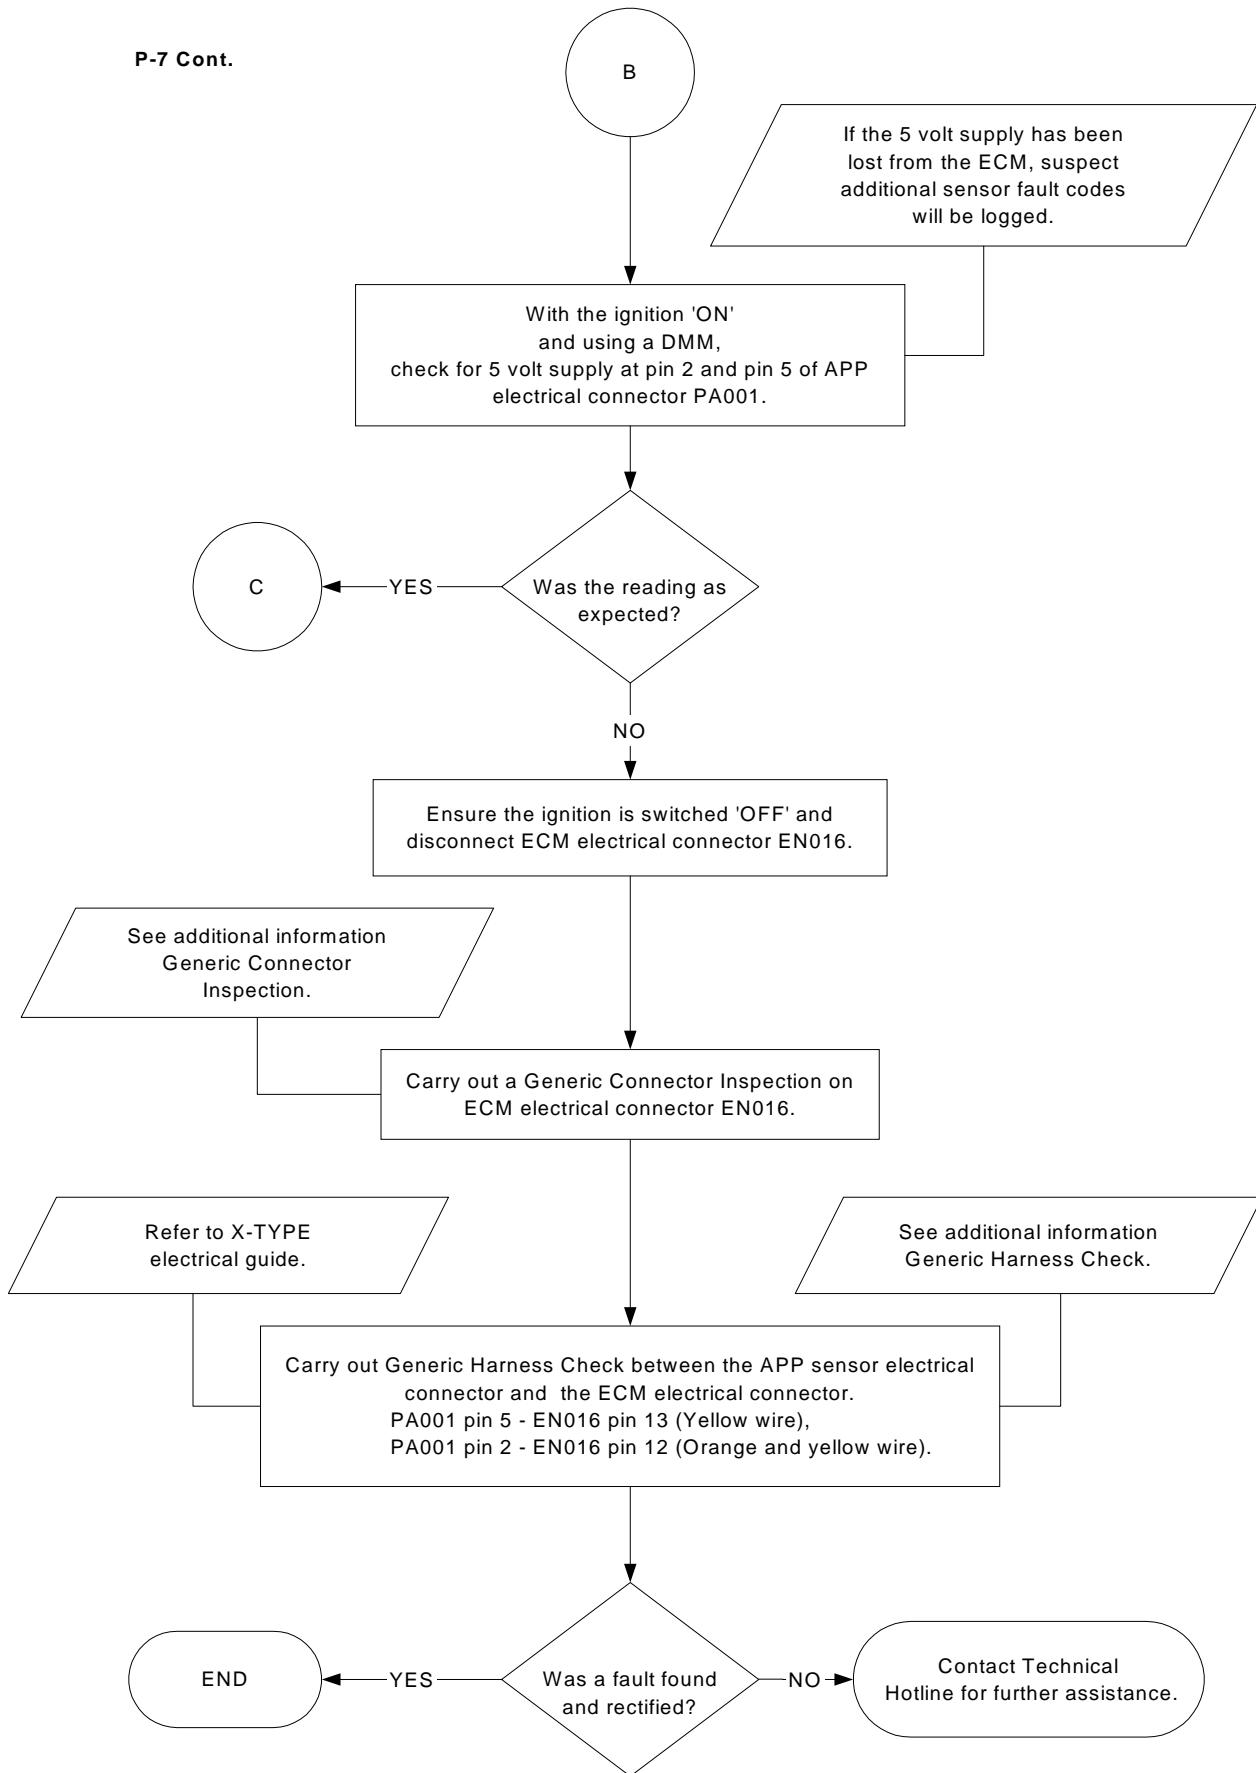 P-7 Cont.
B
If the 5 volt supply has been
lost from the ECM, suspect
additional sensor fault codes
will be logged.
With the ignition 'ON'
and using a DMM,
check for 5 volt supply at pin 2 and pin 5 of APP
electrical connector PA001.
C
YES
Was the reading as
expected?
NO
Ensure the ignition is switched 'OFF' and
disconnect ECM electrical connector EN016.
See additional information
Generic Connector
Inspection.
Carry out a Generic Connector Inspection on
ECM electrical connector EN016.
Refer to X-TYPE
electrical guide.
See additional information
Generic Harness Check.
Carry out Generic Harness Check between the APP sensor electrical
connector and the ECM electrical connector.
PA001 pin 5 - EN016 pin 13 (Yellow wire),
PA001 pin 2 - EN016 pin 12 (Orange and yellow wire).
END
YES
Was a fault found
and rectified?
NO
Contact Technical
Hotline for further assistance.